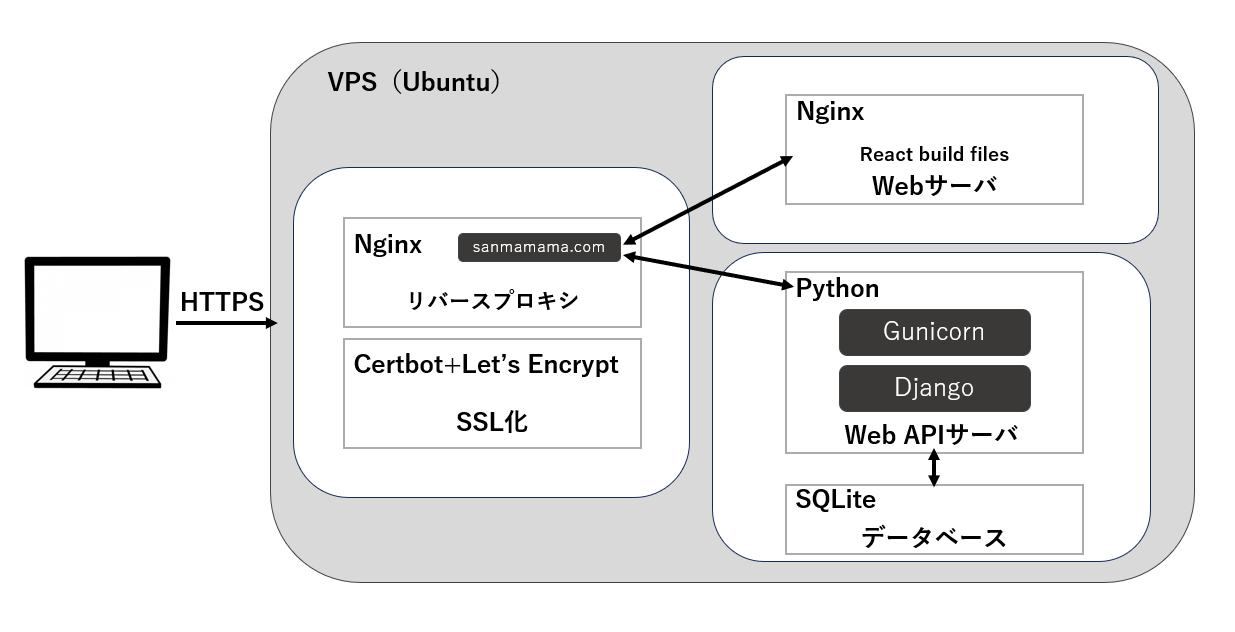 HTTPS
VPS（Ubuntu）
Nginx
sanmamama.com
リバースプロキシ
Certbot+Let’s Encrypt
SSL化
Nginx
React build files
Webサーバ
Python
Gunicorn
Django
Web APIサーバ
SQLite
データベース